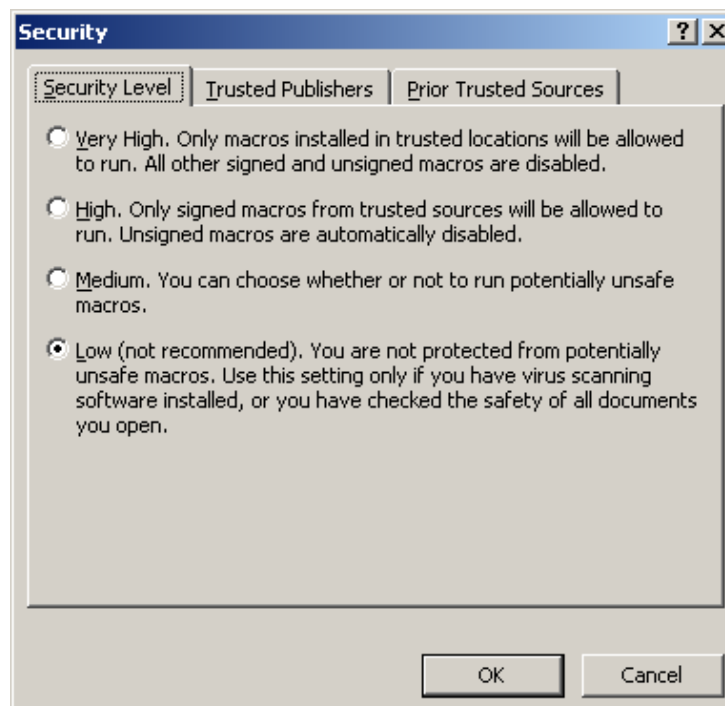 Security
Security Level Trusted Publishers Prior Trusted Sources
Very High. Only macros installed in trusted locations will be allowed
to run. All other signed and unsigned macros are disabled.
High. Only signed macros from trusted sources will be allowed to
run. Unsigned macros are automatically disabled.
Medium. You can choose whether or not to run potentially unsafe
macros.
Low (not recommended). You are not protected from potentially
unsafe macros. Use this setting only if you have virus scanning
software installed, or you have checked the safety of all documents
you open.
OK Cancel